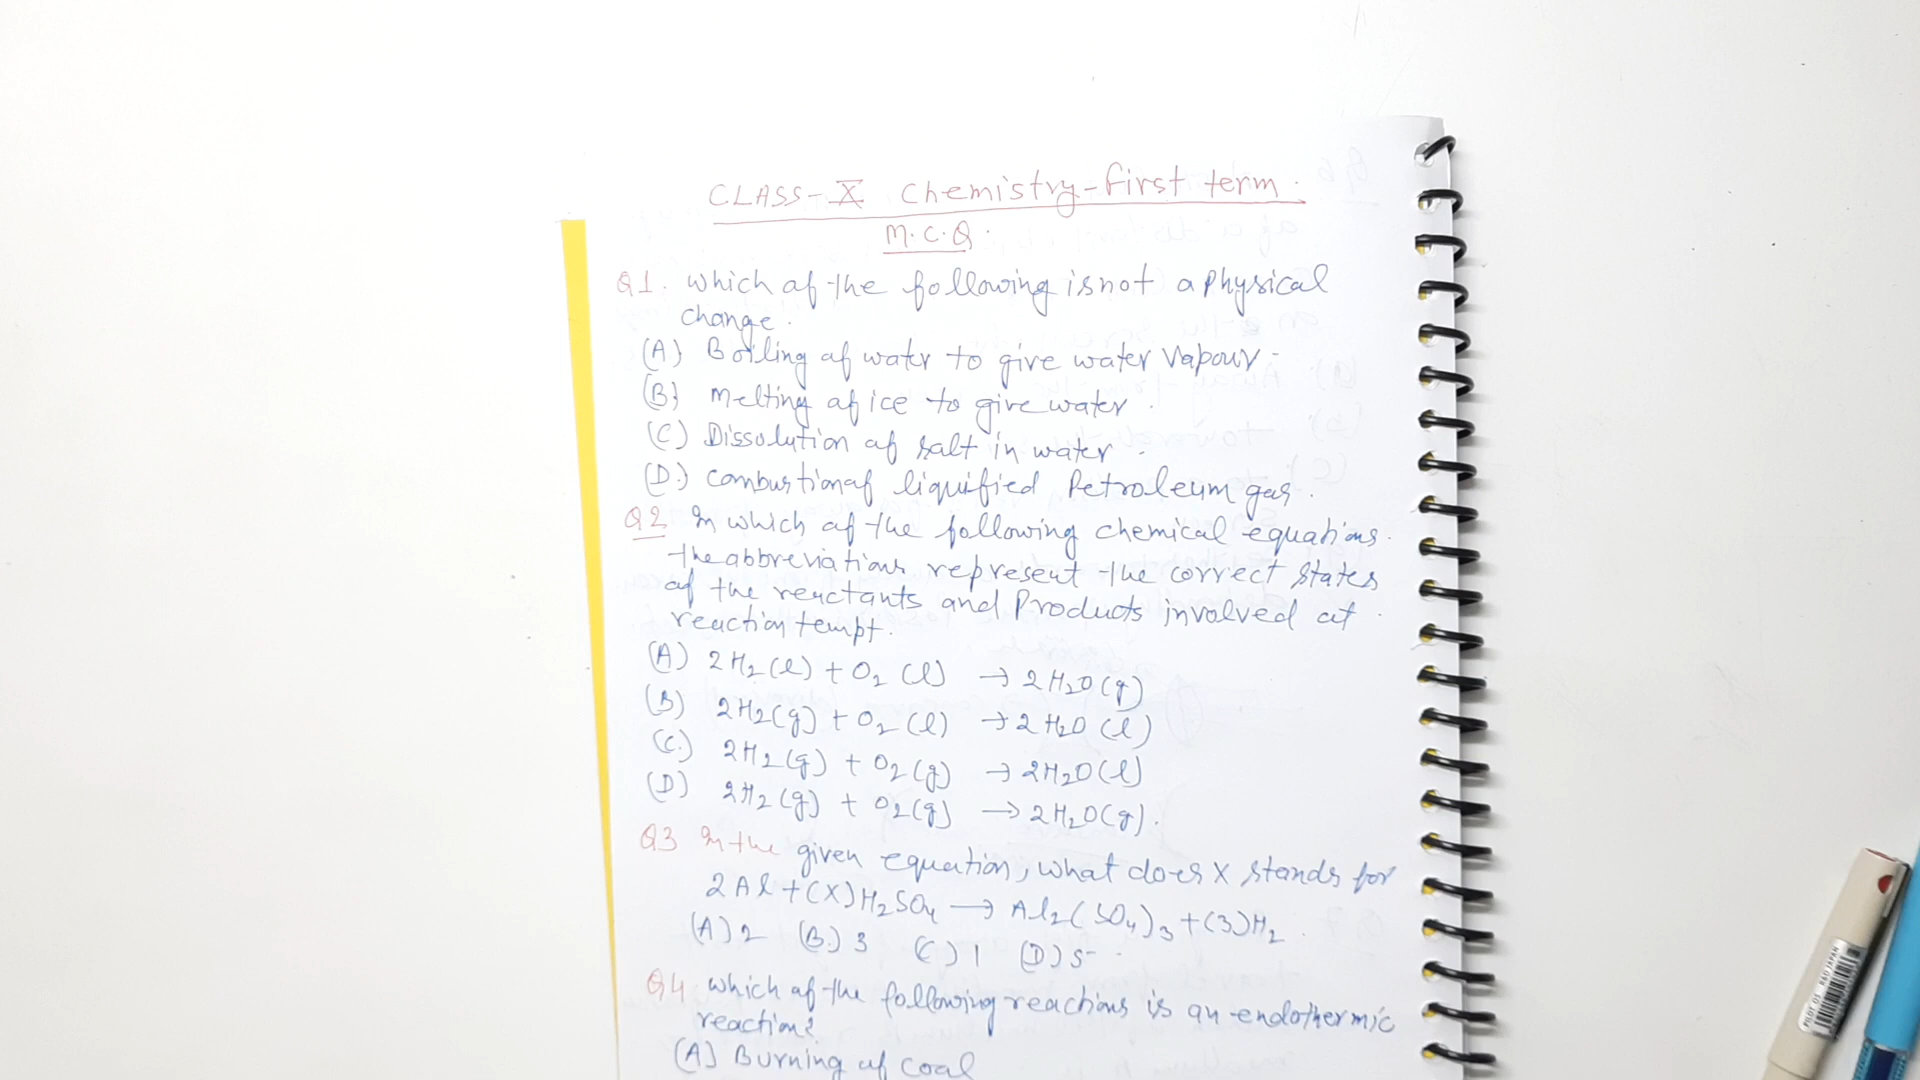 CLASS-X Chemistry-first term.
M.C.Q.
Q1. which of the following is not a physical
change.
(A) Boiling of water to give water vapour-
(B) Melting of ice to give water.
(C) Dissolution of salt in water.
(D.) combustion of liquified Petroleum gas.
Q2 In which of the following chemical equations.
the abbreviations represent the correct states
of the reactants and Products involved at.
reaction tempt.
(A) 2H₂(l) + O₂(l) → 2H₂O(g)
(B) 2H₂(g) + O₂(l) → 2H₂O(l)
(C.) 2H₂(g) + O₂(g) → 2H₂O(l)
(D) 2H₂(g) + O₂(g) → 2H₂O(g).
Q3 In the given equation, what does X stands for
2Al + (X)H₂SO₄ → Al₂(SO₄)₃ + (3)H₂.
(A) 2 (B.) 3 (C) 1 (D) 5
Q4 which of the following reactions is an endothermic
reaction?
(A) Burning of coal
PILOT
JAPAN